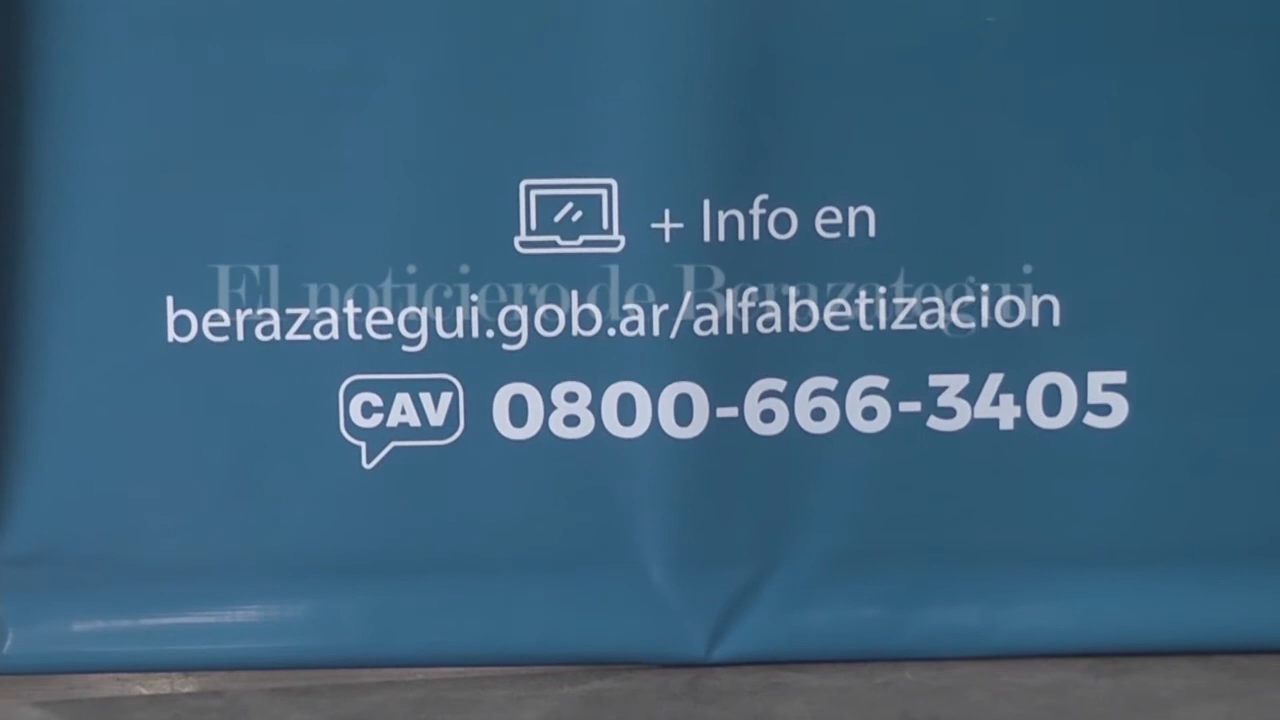 + Info en
El noticiero de Berazategui
berazategui.gob.ar/alfabetizacion
CAV 0800-666-3405